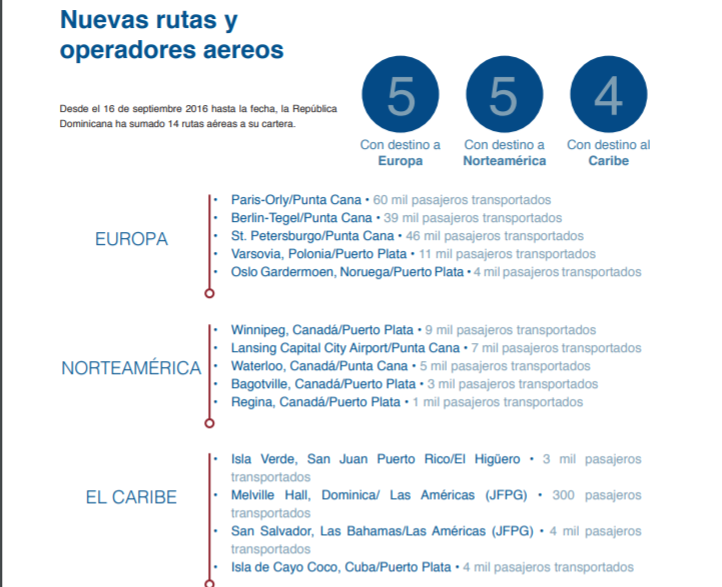 Nuevas rutas y
operadores aereos
Desde el 16 de septiembre 2016 hasta la fecha, la República
Dominicana ha sumado 14 rutas aéreas a su cartera.
5
Con destino a
Europa
5
Con destino a
Norteamérica
4
Con destino al
Caribe
EUROPA
• Paris-Orly/Punta Cana • 60 mil pasajeros transportados
• Berlin-Tegel/Punta Cana • 39 mil pasajeros transportados
• St. Petersburgo/Punta Cana • 46 mil pasajeros transportados
• Varsovia, Polonia/Puerto Plata • 11 mil pasajeros transportados
• Oslo Gardermoen, Noruega/Puerto Plata • 4 mil pasajeros transportados
NORTEAMÉRICA
• Winnipeg, Canadá/Puerto Plata • 9 mil pasajeros transportados
• Lansing Capital City Airport/Punta Cana • 7 mil pasajeros transportados
• Waterloo, Canadá/Punta Cana • 5 mil pasajeros transportados
• Bagotville, Canadá/Puerto Plata • 3 mil pasajeros transportados
• Regina, Canadá/Puerto Plata • 1 mil pasajeros transportados
EL CARIBE
• Isla Verde, San Juan Puerto Rico/El Higüero • 3 mil pasajeros
transportados
• Melville Hall, Dominica/ Las Américas (JFPG) • 300 pasajeros
transportados
• San Salvador, Las Bahamas/Las Américas (JFPG) • 4 mil pasajeros
transportados
• Isla de Cayo Coco, Cuba/Puerto Plata • 4 mil pasajeros transportados